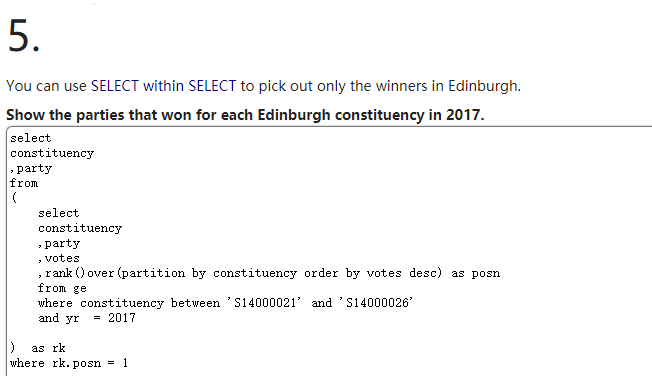 5.
You can use SELECT within SELECT to pick out only the winners in Edinburgh.
Show the parties that won for each Edinburgh constituency in 2017.
select
constituency
,party
from
(
select
constituency
,party
,votes
,rank()over(partition by constituency order by votes desc) as posn
from ge
where constituency between 'S14000021' and 'S14000026'
and yr = 2017
) as rk
where rk.posn = 1